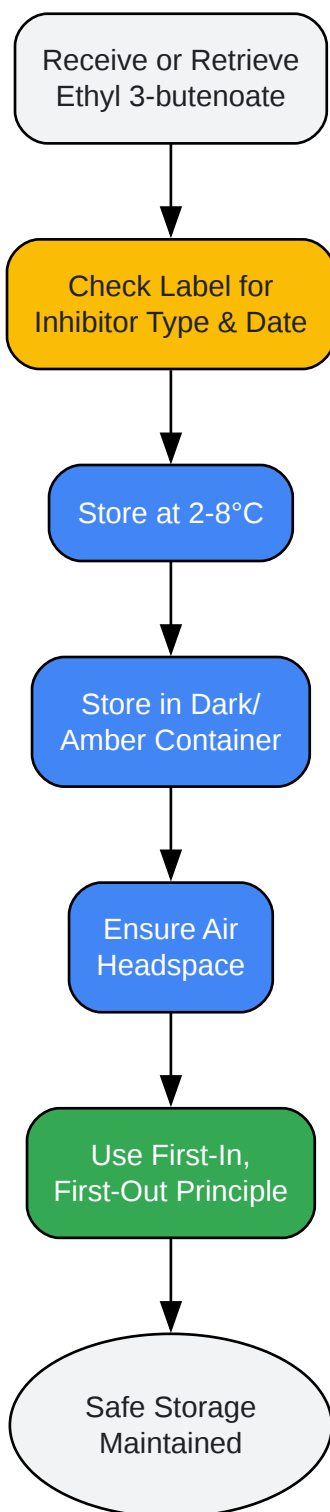 Receive or Retrieve
Ethyl 3-butenoate
Check Label for
Inhibitor Type & Date
Store at 2-8°C
Store in Dark/
Amber Container
Ensure Air
Headspace
Use First-In,
First-Out Principle
Safe Storage
Maintained